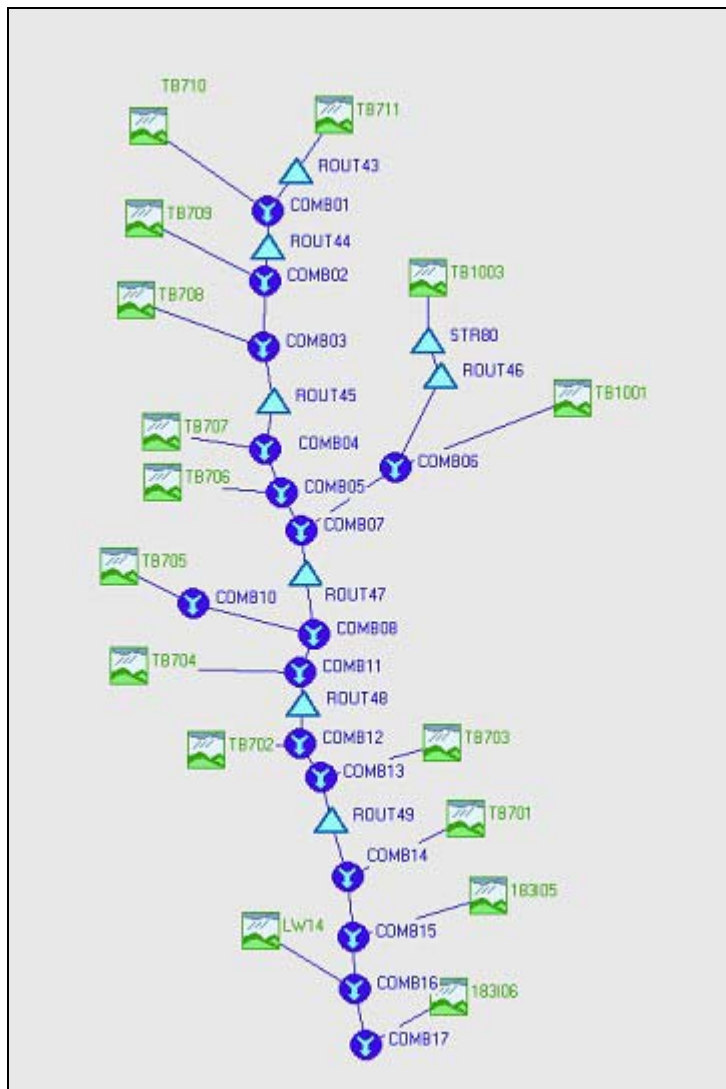 TB710
TB711
ROUT43
COMB01
TB709
ROUT44
COMB02
TB1003
TB708
STR80
COMB03
ROUT46
ROUT45
TB1001
TB707
COMB04
COMB06
TB706
COMB05
COMB07
TB705
ROUT47
COMB10
COMB08
TB704
COMB11
ROUT48
COMB12
TB703
TB702
COMB13
ROUT49
TB701
COMB14
183I05
LW14
COMB15
COMB16
183I06
COMB17